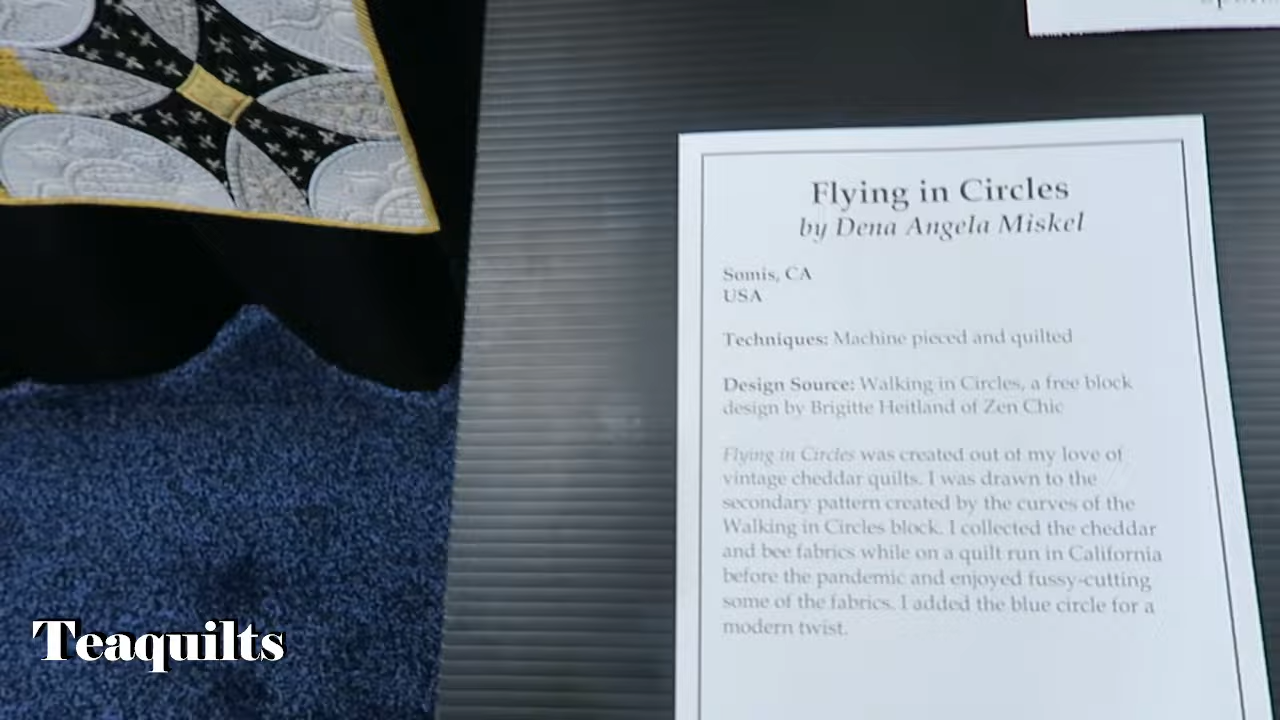 Flying in Circles
by Dena Angela Miskel
Somis, CA
USA
Techniques: Machine pieced and quilted
Design Source: Walking in Circles, a free block
design by Brigitte Heitland of Zen Chic
Flying in Circles was created out of my love of
vintage cheddar quilts. I was drawn to the
secondary pattern created by the curves of the
Walking in Circles block. I collected the cheddar
and bee fabrics while on a quilt run in California
before the pandemic and enjoyed fussy-cutting
some of the fabrics. I added the blue circle for a
modern twist.
Teaquilts